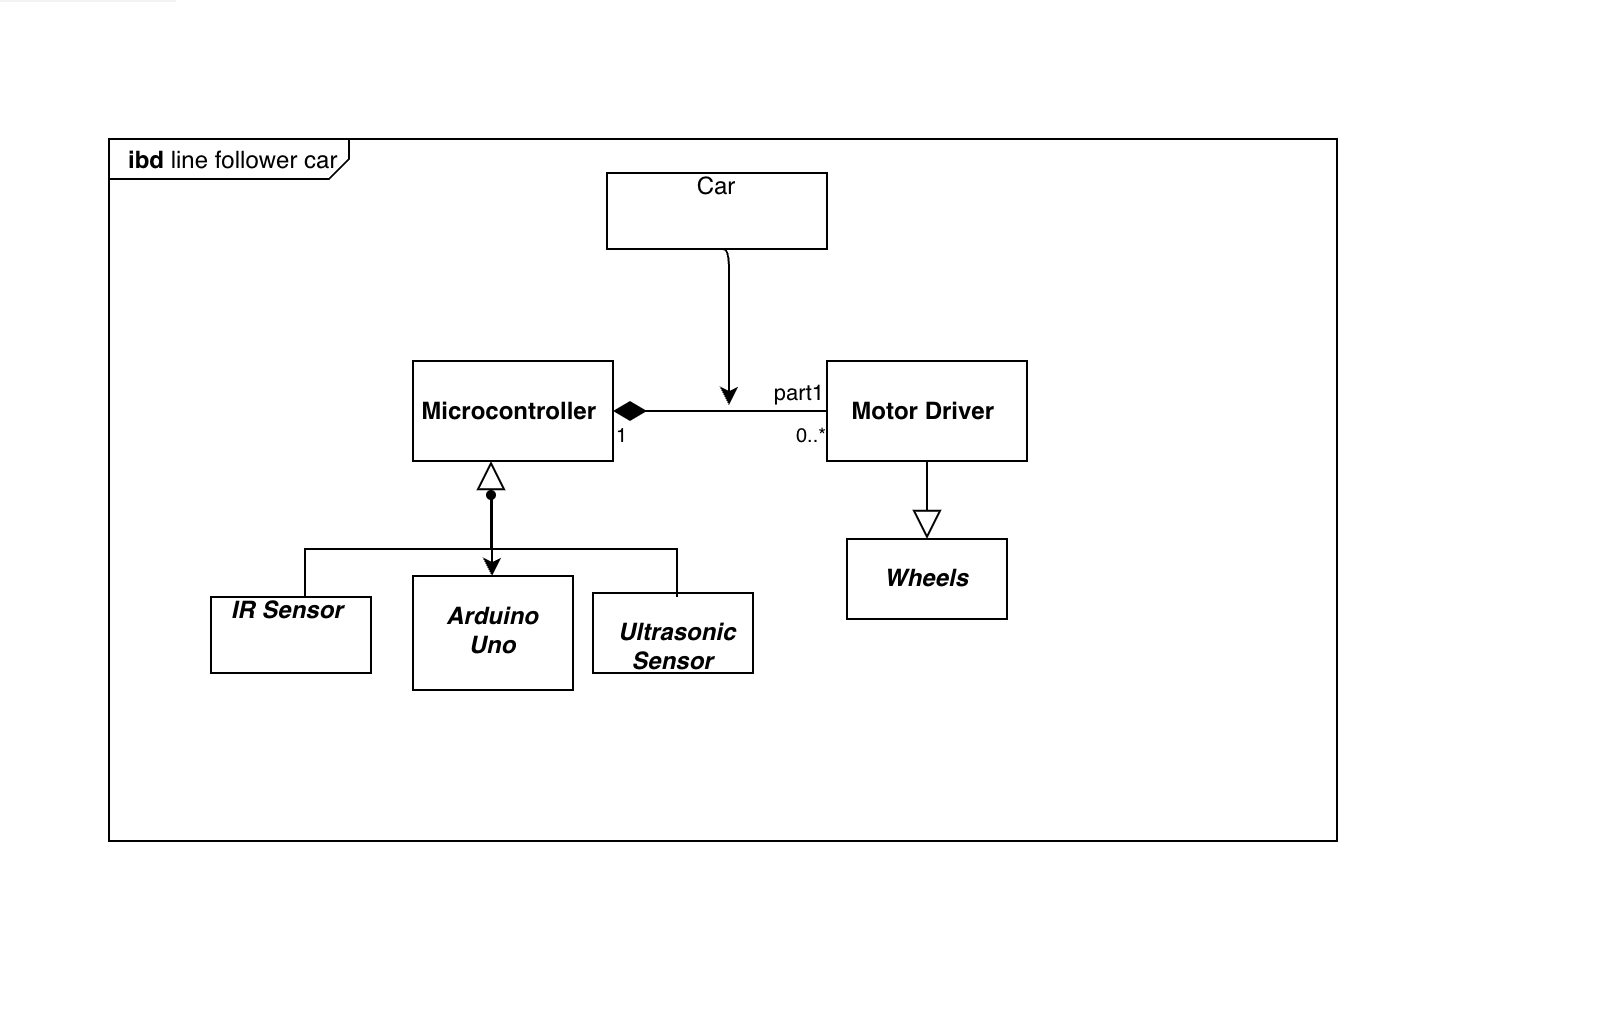 ibd line follower car
Car
Microcontroller
part1
Motor Driver
1
0..*
Wheels
IR Sensor
Arduino
Uno
Ultrasonic
Sensor